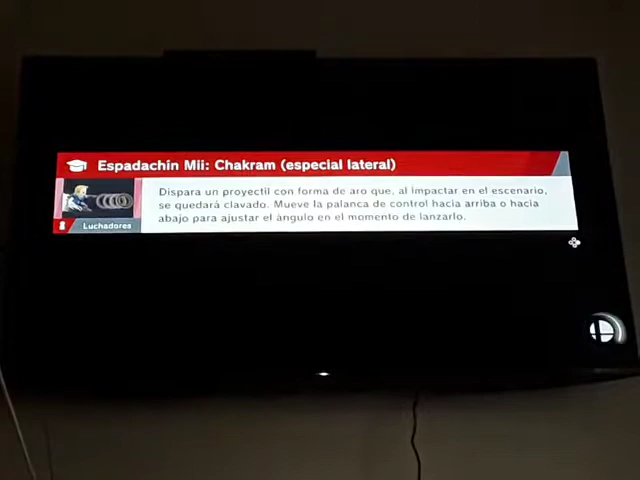 Espadachín Mii: Chakram (especial lateral)
Dispara un proyectil con forma de aro que, al impactar en el escenario,
se quedará clavado. Mueve la palanca de control hacia arriba o hacia
abajo para ajustar el ángulo en el momento de lanzarlo.
Luchadores